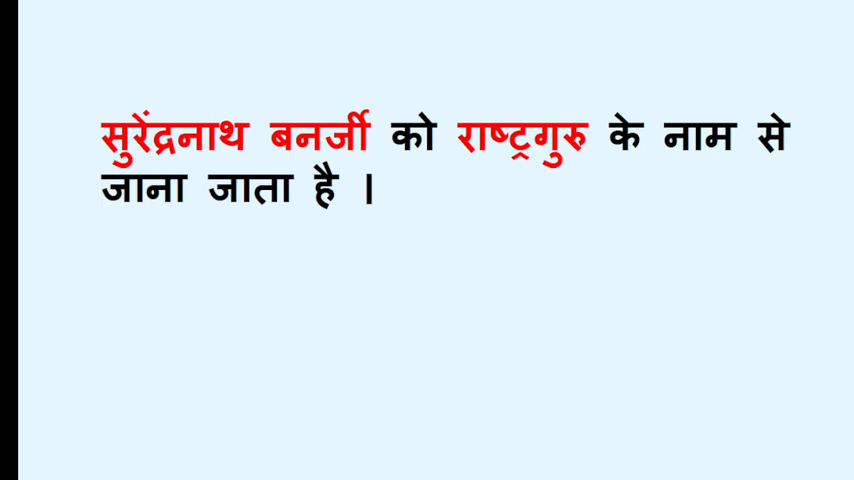 सुरेंद्रनाथ बनर्जी को राष्ट्रगुरु के नाम से
जाना जाता है ।